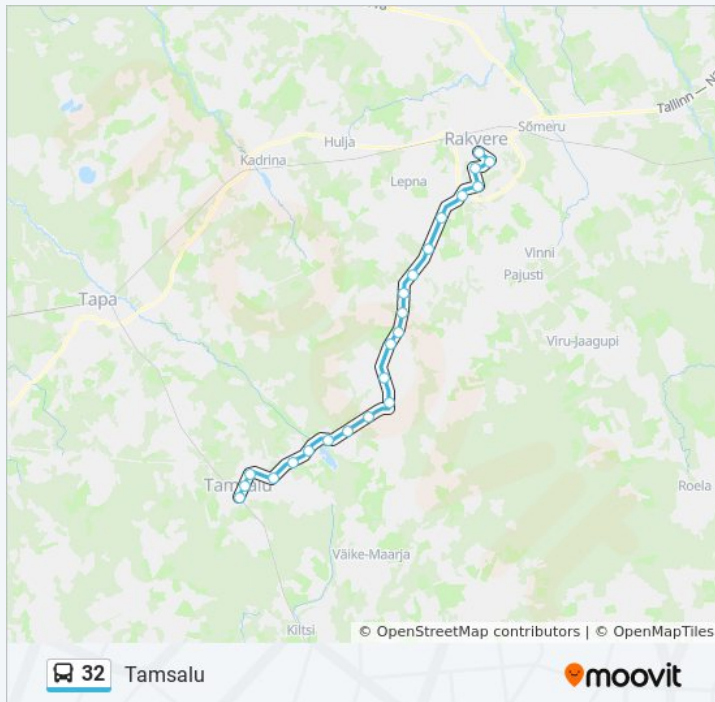 Tallinn — N
Sõmeru
Rakvere
Hulja
Kadrina
Lepna
Vinni
Pajusti
Tapa
Viru-Jaagupi
Tamsalu
Roela
Väike-Maarja
Kiltsi
© OpenStreetMap contributors | © OpenMapTiles
32 Tamsalu
moovit